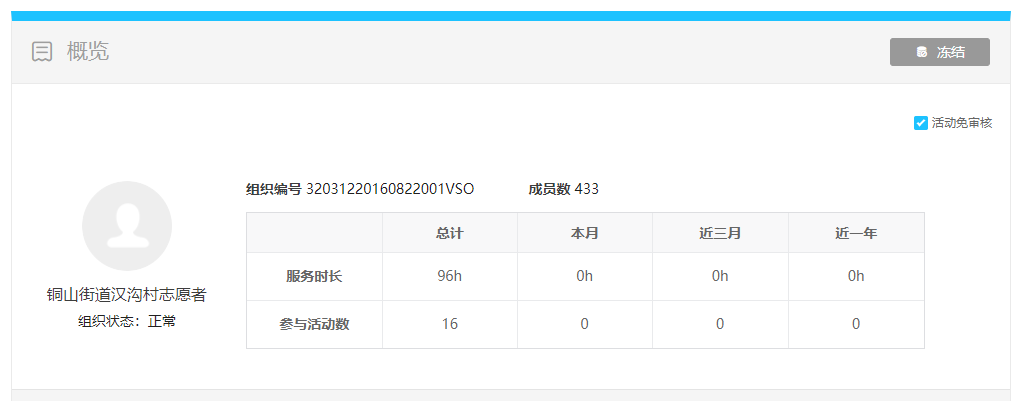 概览
冻结
活动免审核
组织编号 32031220160822001VSO 成员数 433
总计 本月 近三月 近一年
服务时长 96h 0h 0h 0h
参与活动数 16 0 0 0
铜山街道汉沟村志愿者
组织状态：正常